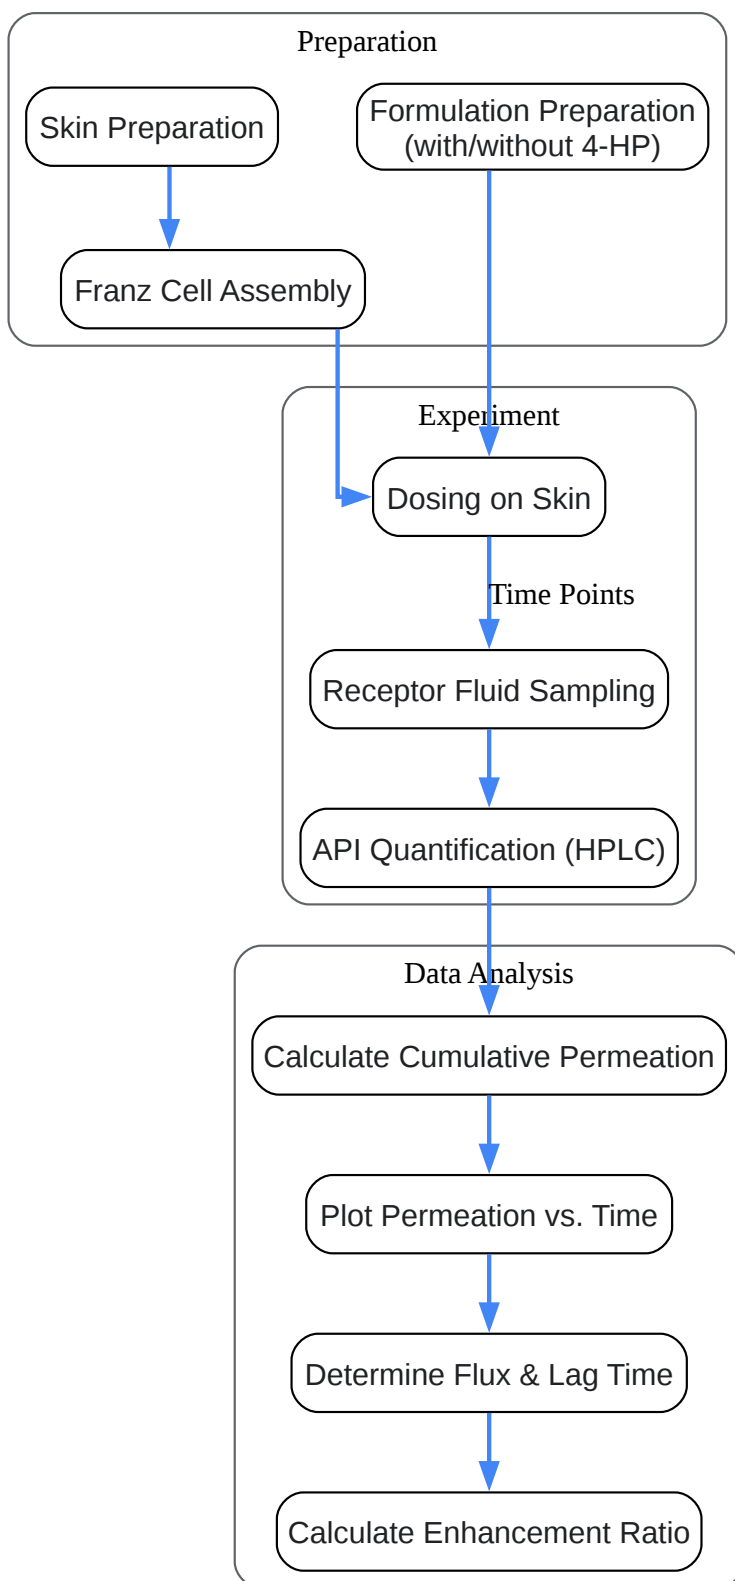 Preparation
Skin Preparation
Formulation Preparation
(with/without 4-HP)
Franz Cell Assembly
Experiment
Dosing on Skin
Time Points
Receptor Fluid Sampling
API Quantification (HPLC)
Data Analysis
Calculate Cumulative Permeation
Plot Permeation vs. Time
Determine Flux & Lag Time
Calculate Enhancement Ratio